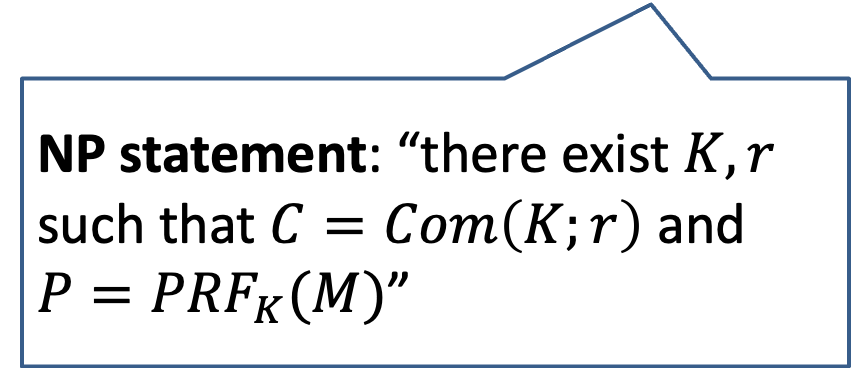 NP statement: “there exist K, r
such that C = Com(K; r) and
P = PRF_K(M)”